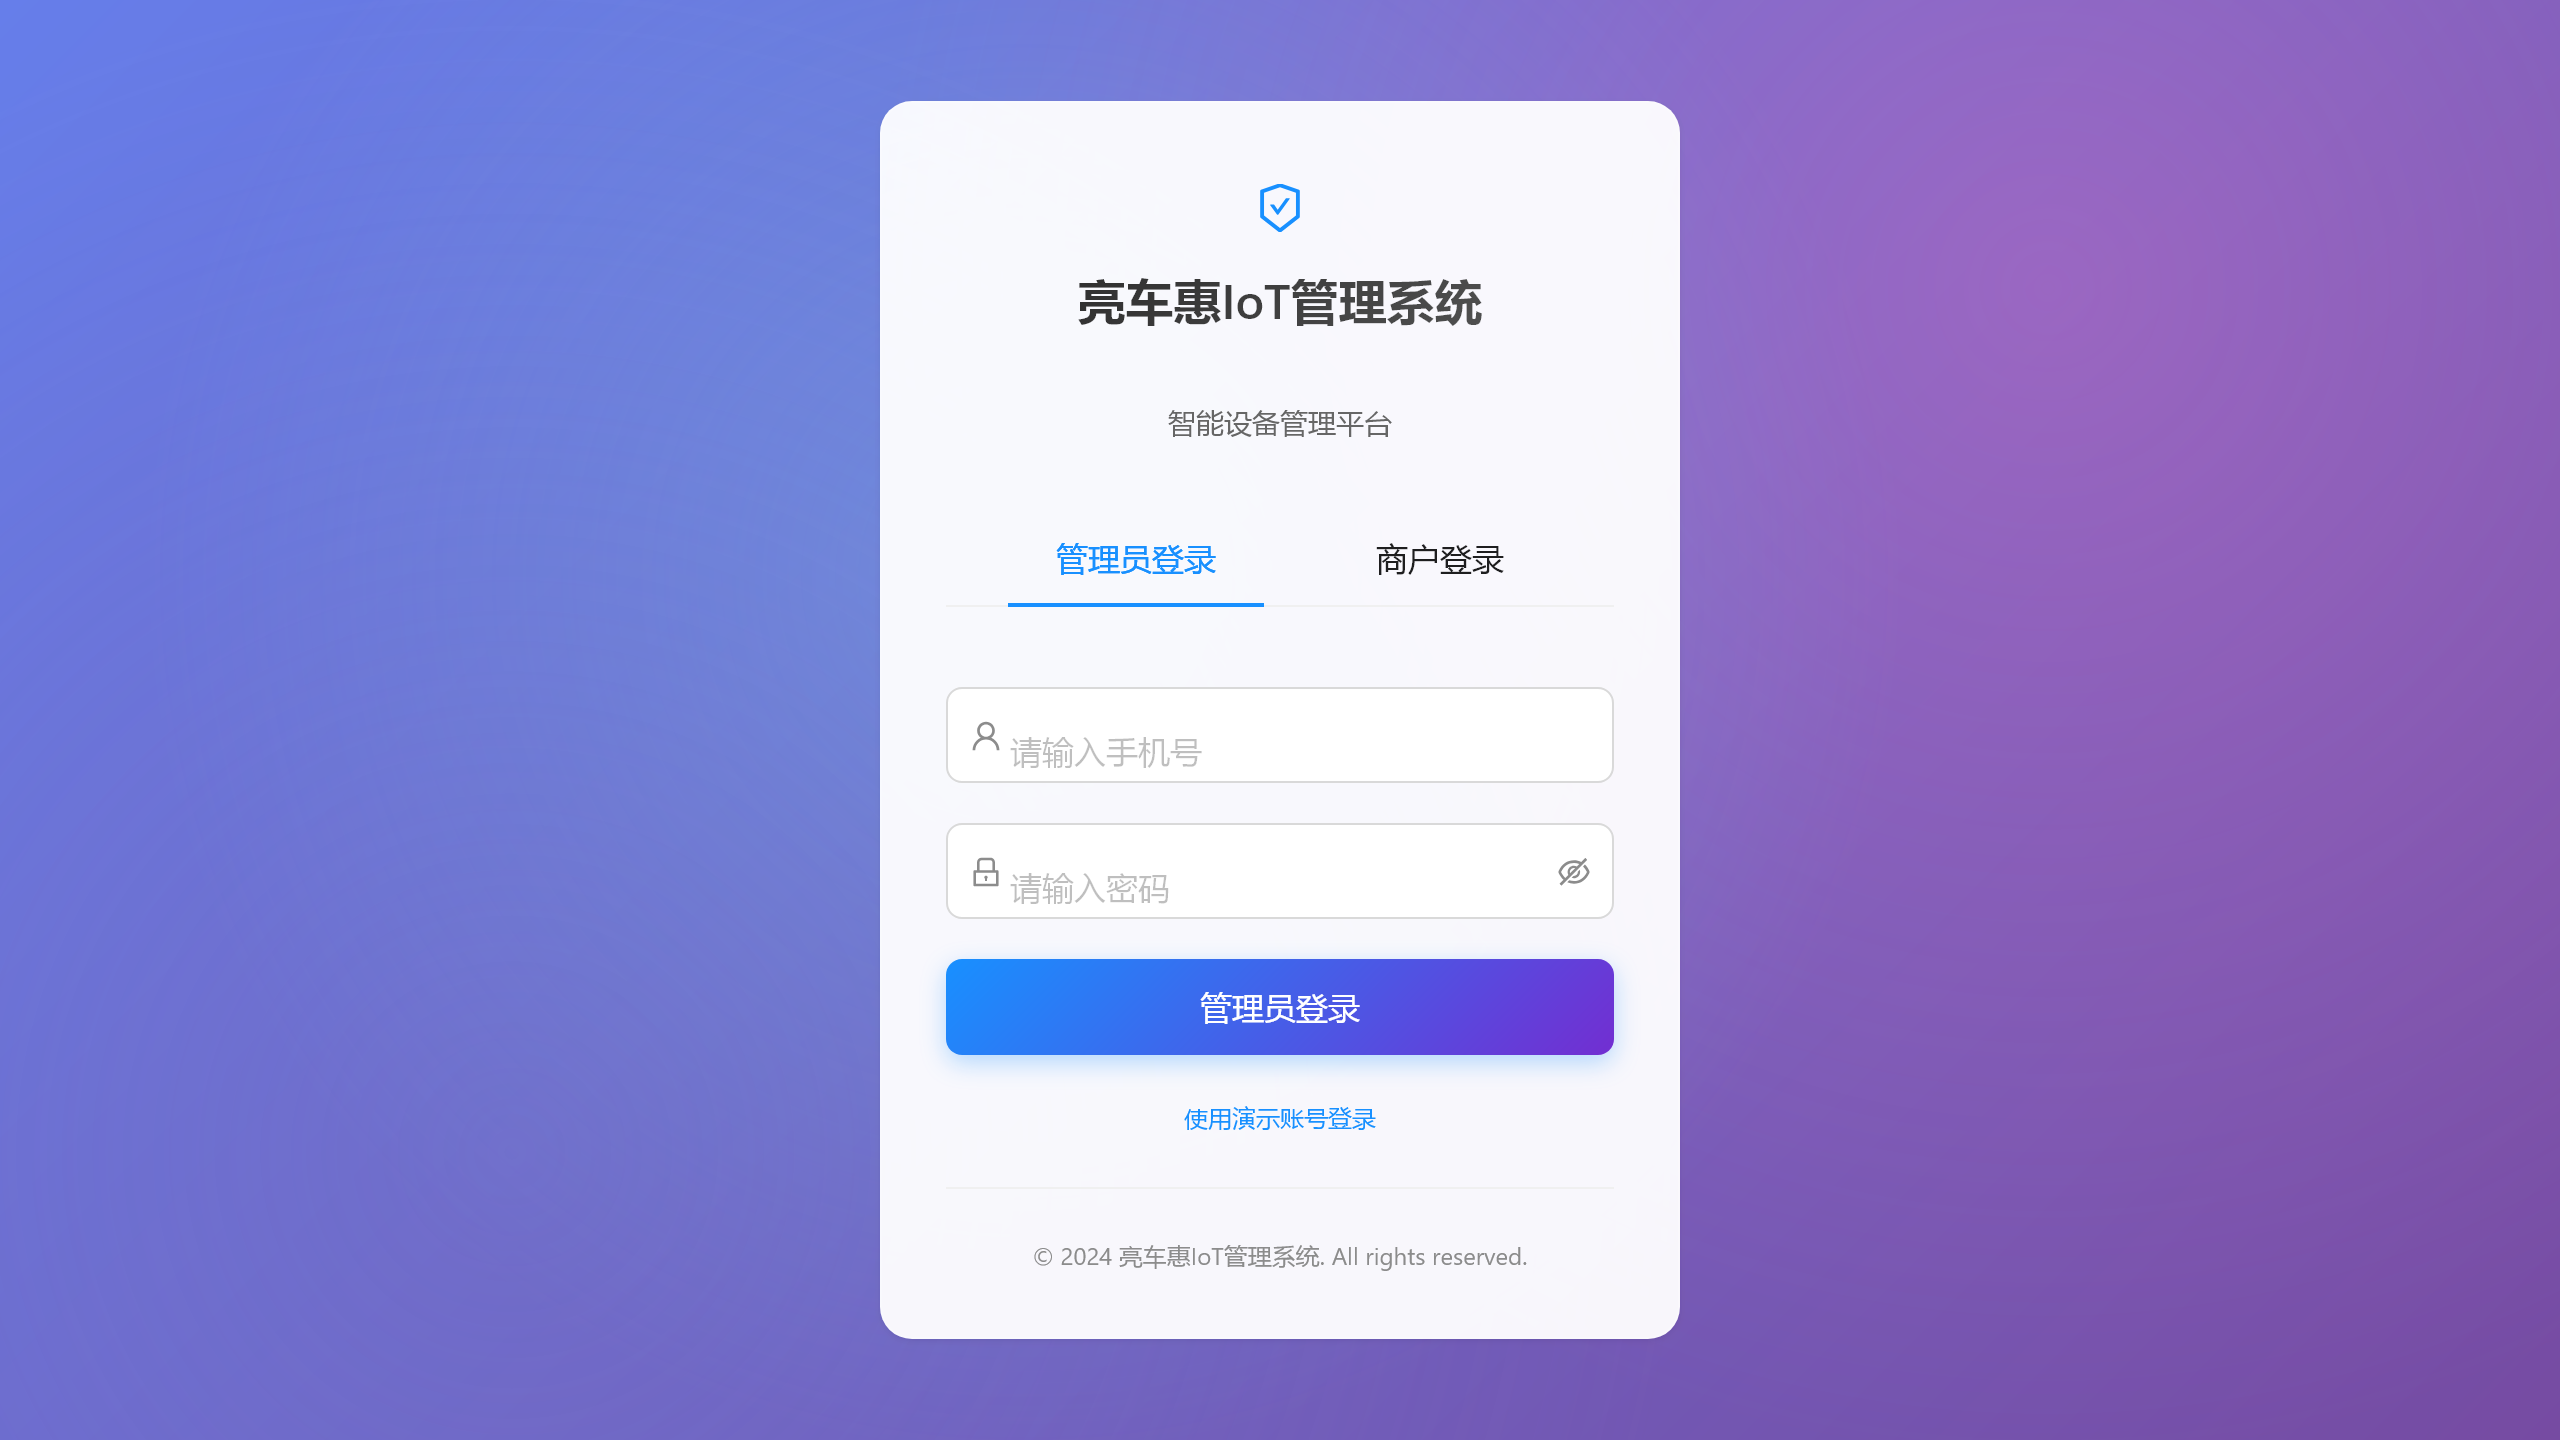 亮车惠IoT管理系统
智能设备管理平台
管理员登录 商户登录
请输入手机号
请输入密码
管理员登录
使用演示账号登录
© 2024 亮车惠IoT管理系统. All rights reserved.